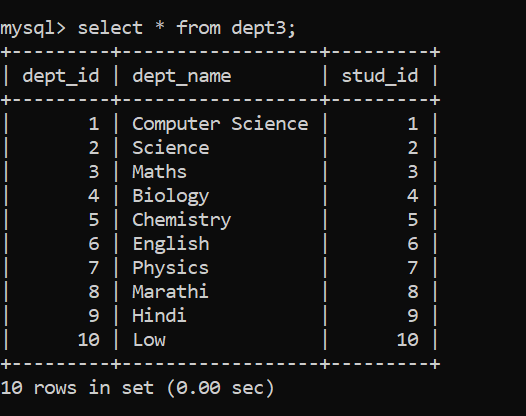 mysql> select * from dept3;
+---------+------------------+---------+
| dept_id | dept_name        | stud_id |
+---------+------------------+---------+
|       1 | Computer Science |       1 |
|       2 | Science          |       2 |
|       3 | Maths            |       3 |
|       4 | Biology          |       4 |
|       5 | Chemistry        |       5 |
|       6 | English          |       6 |
|       7 | Physics          |       7 |
|       8 | Marathi          |       8 |
|       9 | Hindi            |       9 |
|      10 | Low              |      10 |
+---------+------------------+---------+
10 rows in set (0.00 sec)